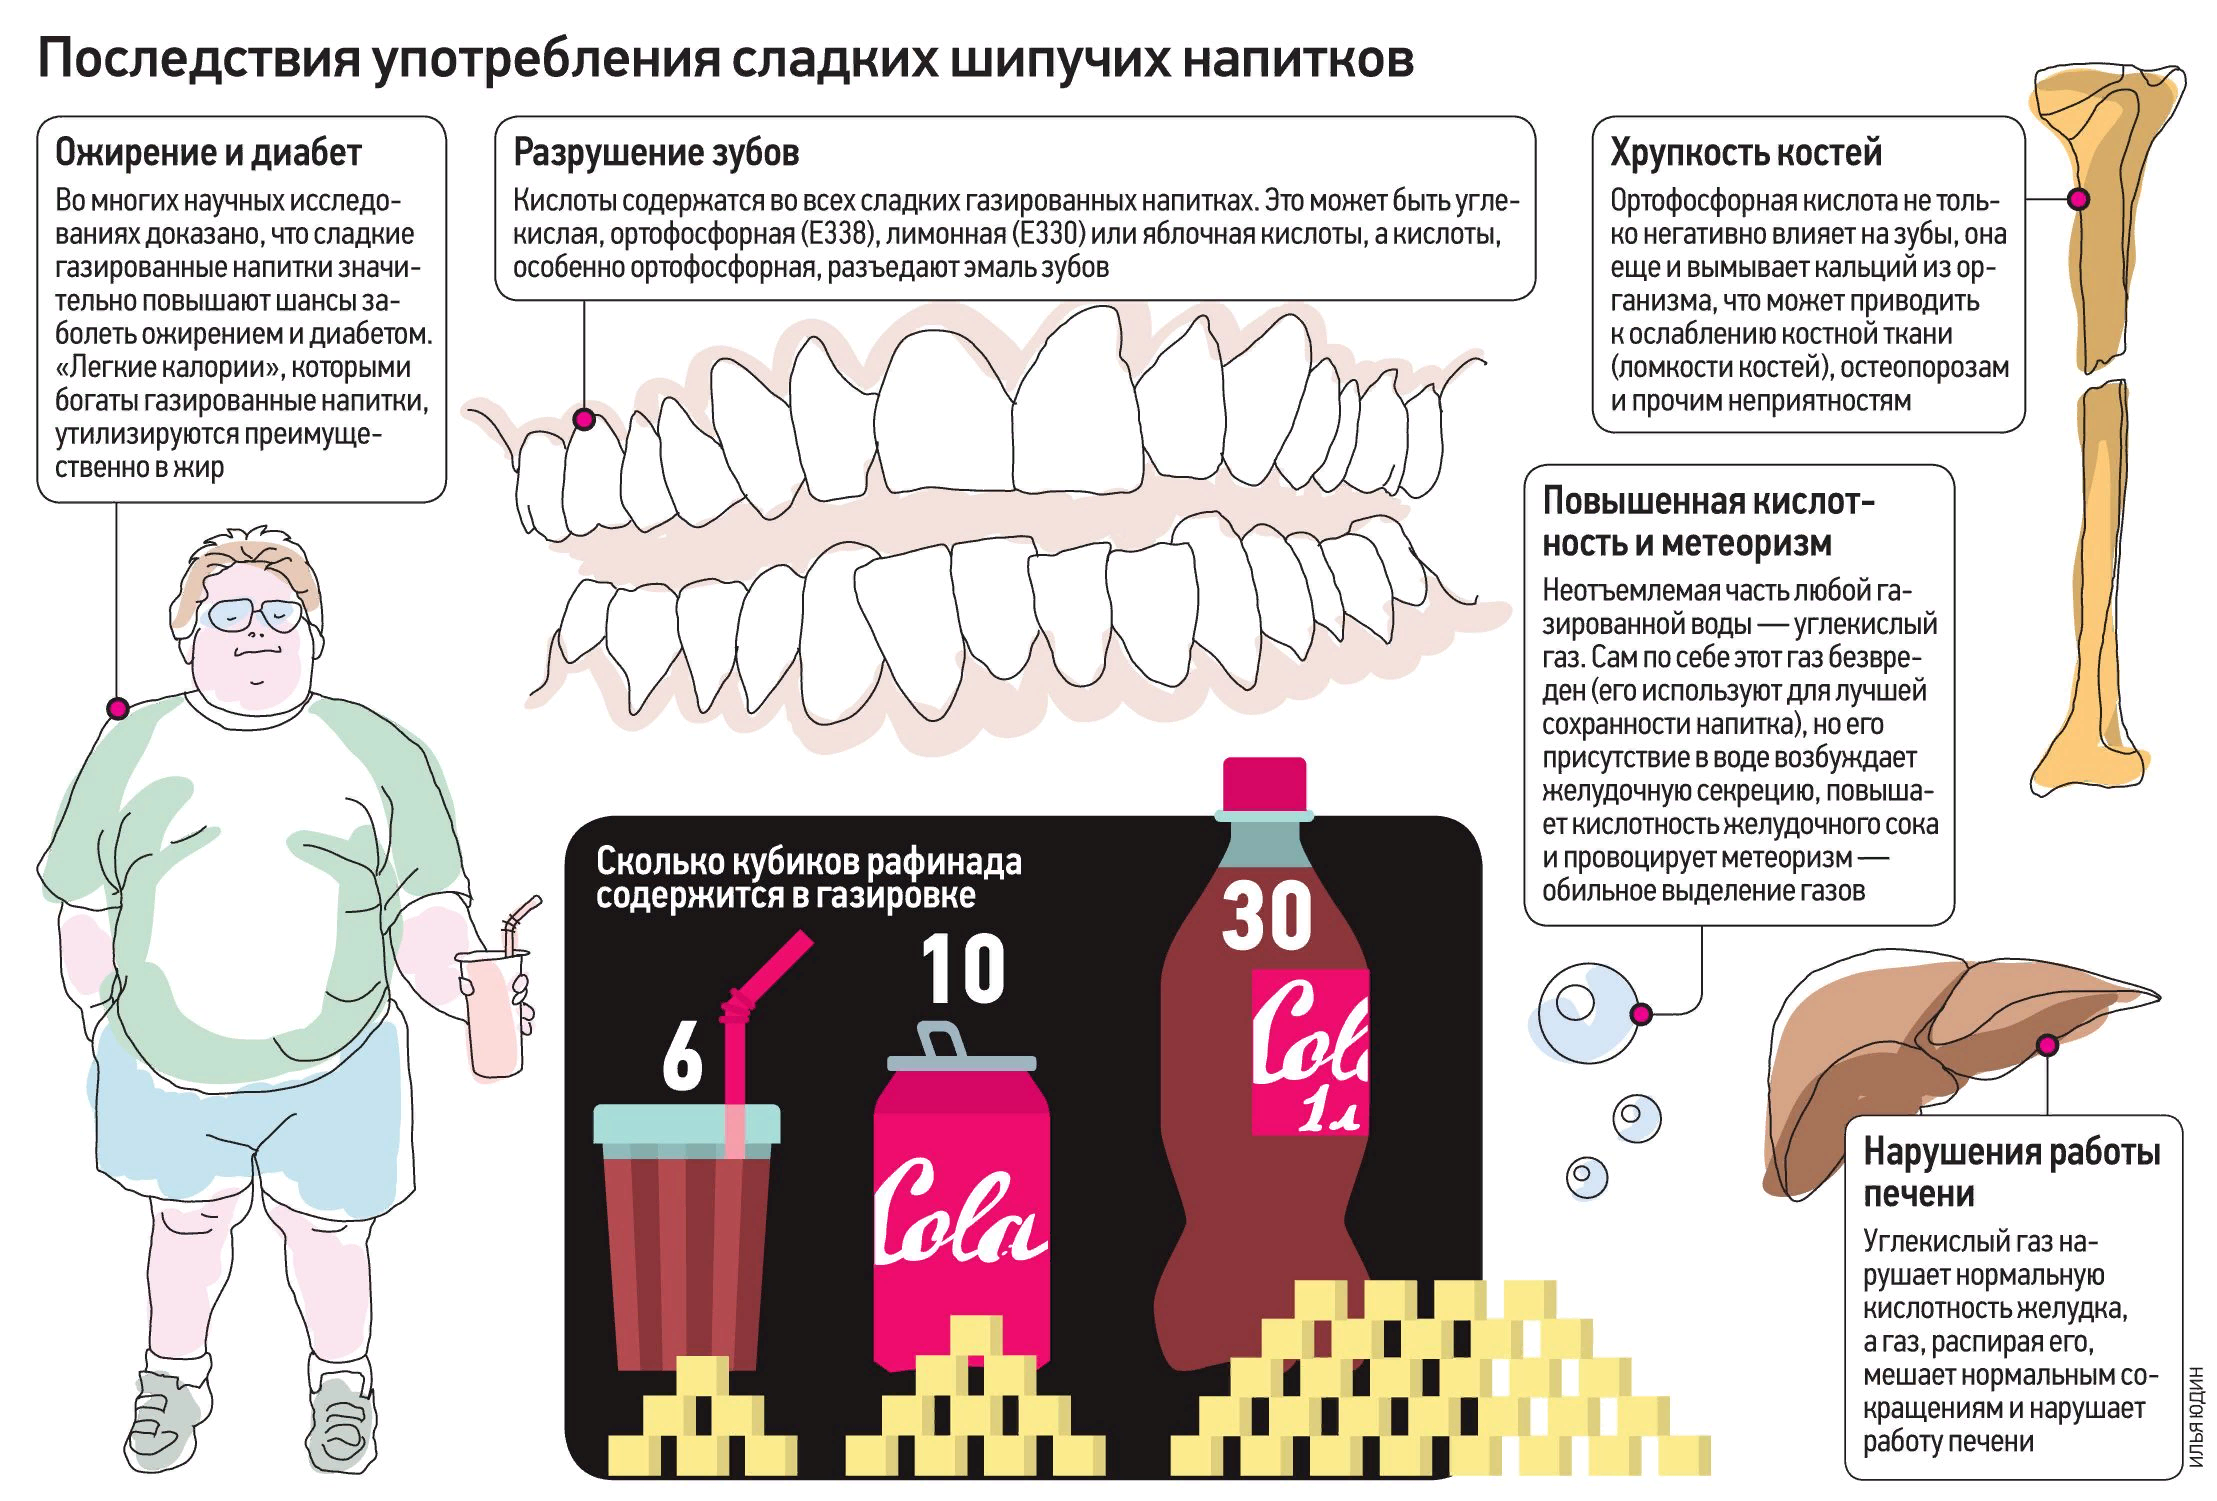 Последствия употребления сладких шипучих напитков
Ожирение и диабет
Во многих научных исследо-
ваниях доказано, что сладкие
газированные напитки значи-
тельно повышают шансы за-
болеть ожирением и диабетом.
«Легкие калории», которыми
богаты газированные напитки,
утилизируются преимуще-
ственно в жир
Разрушение зубов
Кислоты содержатся во всех сладких газированных напитках. Это может быть угле-
кислая, ортофосфорная (Е338), лимонная (Е330) или яблочная кислоты, а кислоты,
особенно ортофосфорная, разъедают эмаль зубов
Хрупкость костей
Ортофосфорная кислота не толь-
ко негативно влияет на зубы, она
еще и вымывает кальций из ор-
ганизма, что может приводить
к ослаблению костной ткани
(ломкости костей), остеопорозам
и прочим неприятностям
Повышенная кислот-
ность и метеоризм
Неотъемлемая часть любой га-
зированной воды — углекислый
газ. Сам по себе этот газ безвре-
ден (его используют для лучшей
сохранности напитка), но его
присутствие в воде возбуждает
желудочную секрецию, повыша-
ет кислотность желудочного сока
и провоцирует метеоризм —
обильное выделение газов
Сколько кубиков рафинада
содержится в газировке
6
10
Cola
30
Cola
1л
Нарушения работы
печени
Углекислый газ на-
рушает нормальную
кислотность желудка,
а газ, распирая его,
мешает нормальным со-
кращениям и нарушает
работу печени
ИЛЬЯ ЮДИН